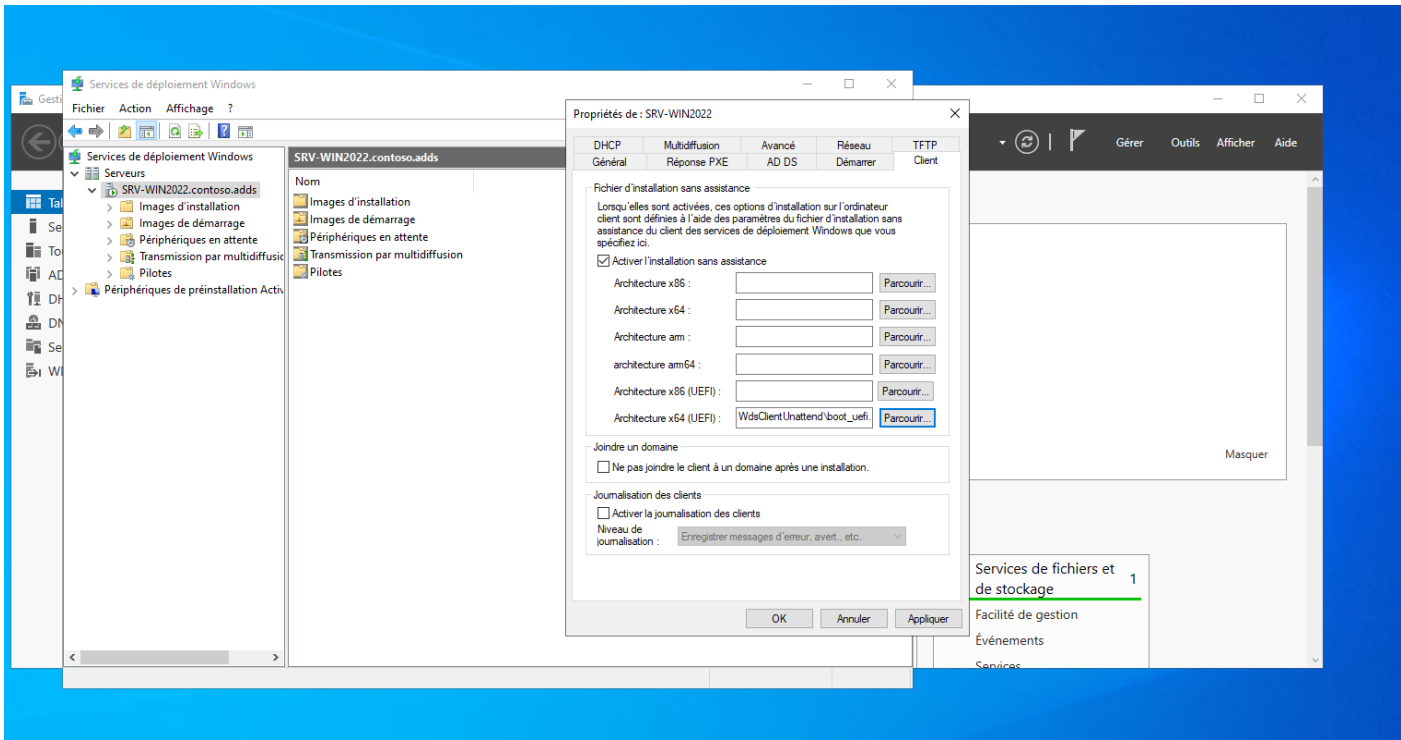 Services de déploiement Windows
Fichier Action Affichage ?
Services de déploiement Windows
Serveurs
SRV-WIN2022.contoso.adds
Images d'installation
Images de démarrage
Périphériques en attente
Transmission par multidiffusic
Pilotes
Périphériques de préinstallation Activ
SRV-WIN2022.contoso.adds
Nom
Images d'installation
Images de démarrage
Périphériques en attente
Transmission par multidiffusion
Pilotes
Propriétés de : SRV-WIN2022
DHCP Multidiffusion Avancé Réseau TFTP
Général Réponse PXE AD DS Démarrer Client
Fichier d'installation sans assistance
Lorsqu'elles sont activées, ces options d'installation sur l'ordinateur
client sont définies à l'aide des paramètres du fichier d'installation sans
assistance du client des services de déploiement Windows que vous
spécifiez ici.
Activer l'installation sans assistance
Architecture x86 : Parcourir...
Architecture x64 : Parcourir...
Architecture arm : Parcourir...
architecture arm64 : Parcourir...
Architecture x86 (UEFI) : Parcourir...
Architecture x64 (UEFI) : WdsClientUnattend\boot_uefi. Parcourir...
Joindre un domaine
Ne pas joindre le client à un domaine après une installation.
Journalisation des clients
Activer la journalisation des clients
Niveau de
journalisation : Enregistrer messages d'erreur, avert., etc.
OK Annuler Appliquer
Gesti
Gérer Outils Afficher Aide
Tal
Se
To
AD
DH
DN
Se
WI
Masquer
Services de fichiers et
de stockage 1
Facilité de gestion
Événements
Services